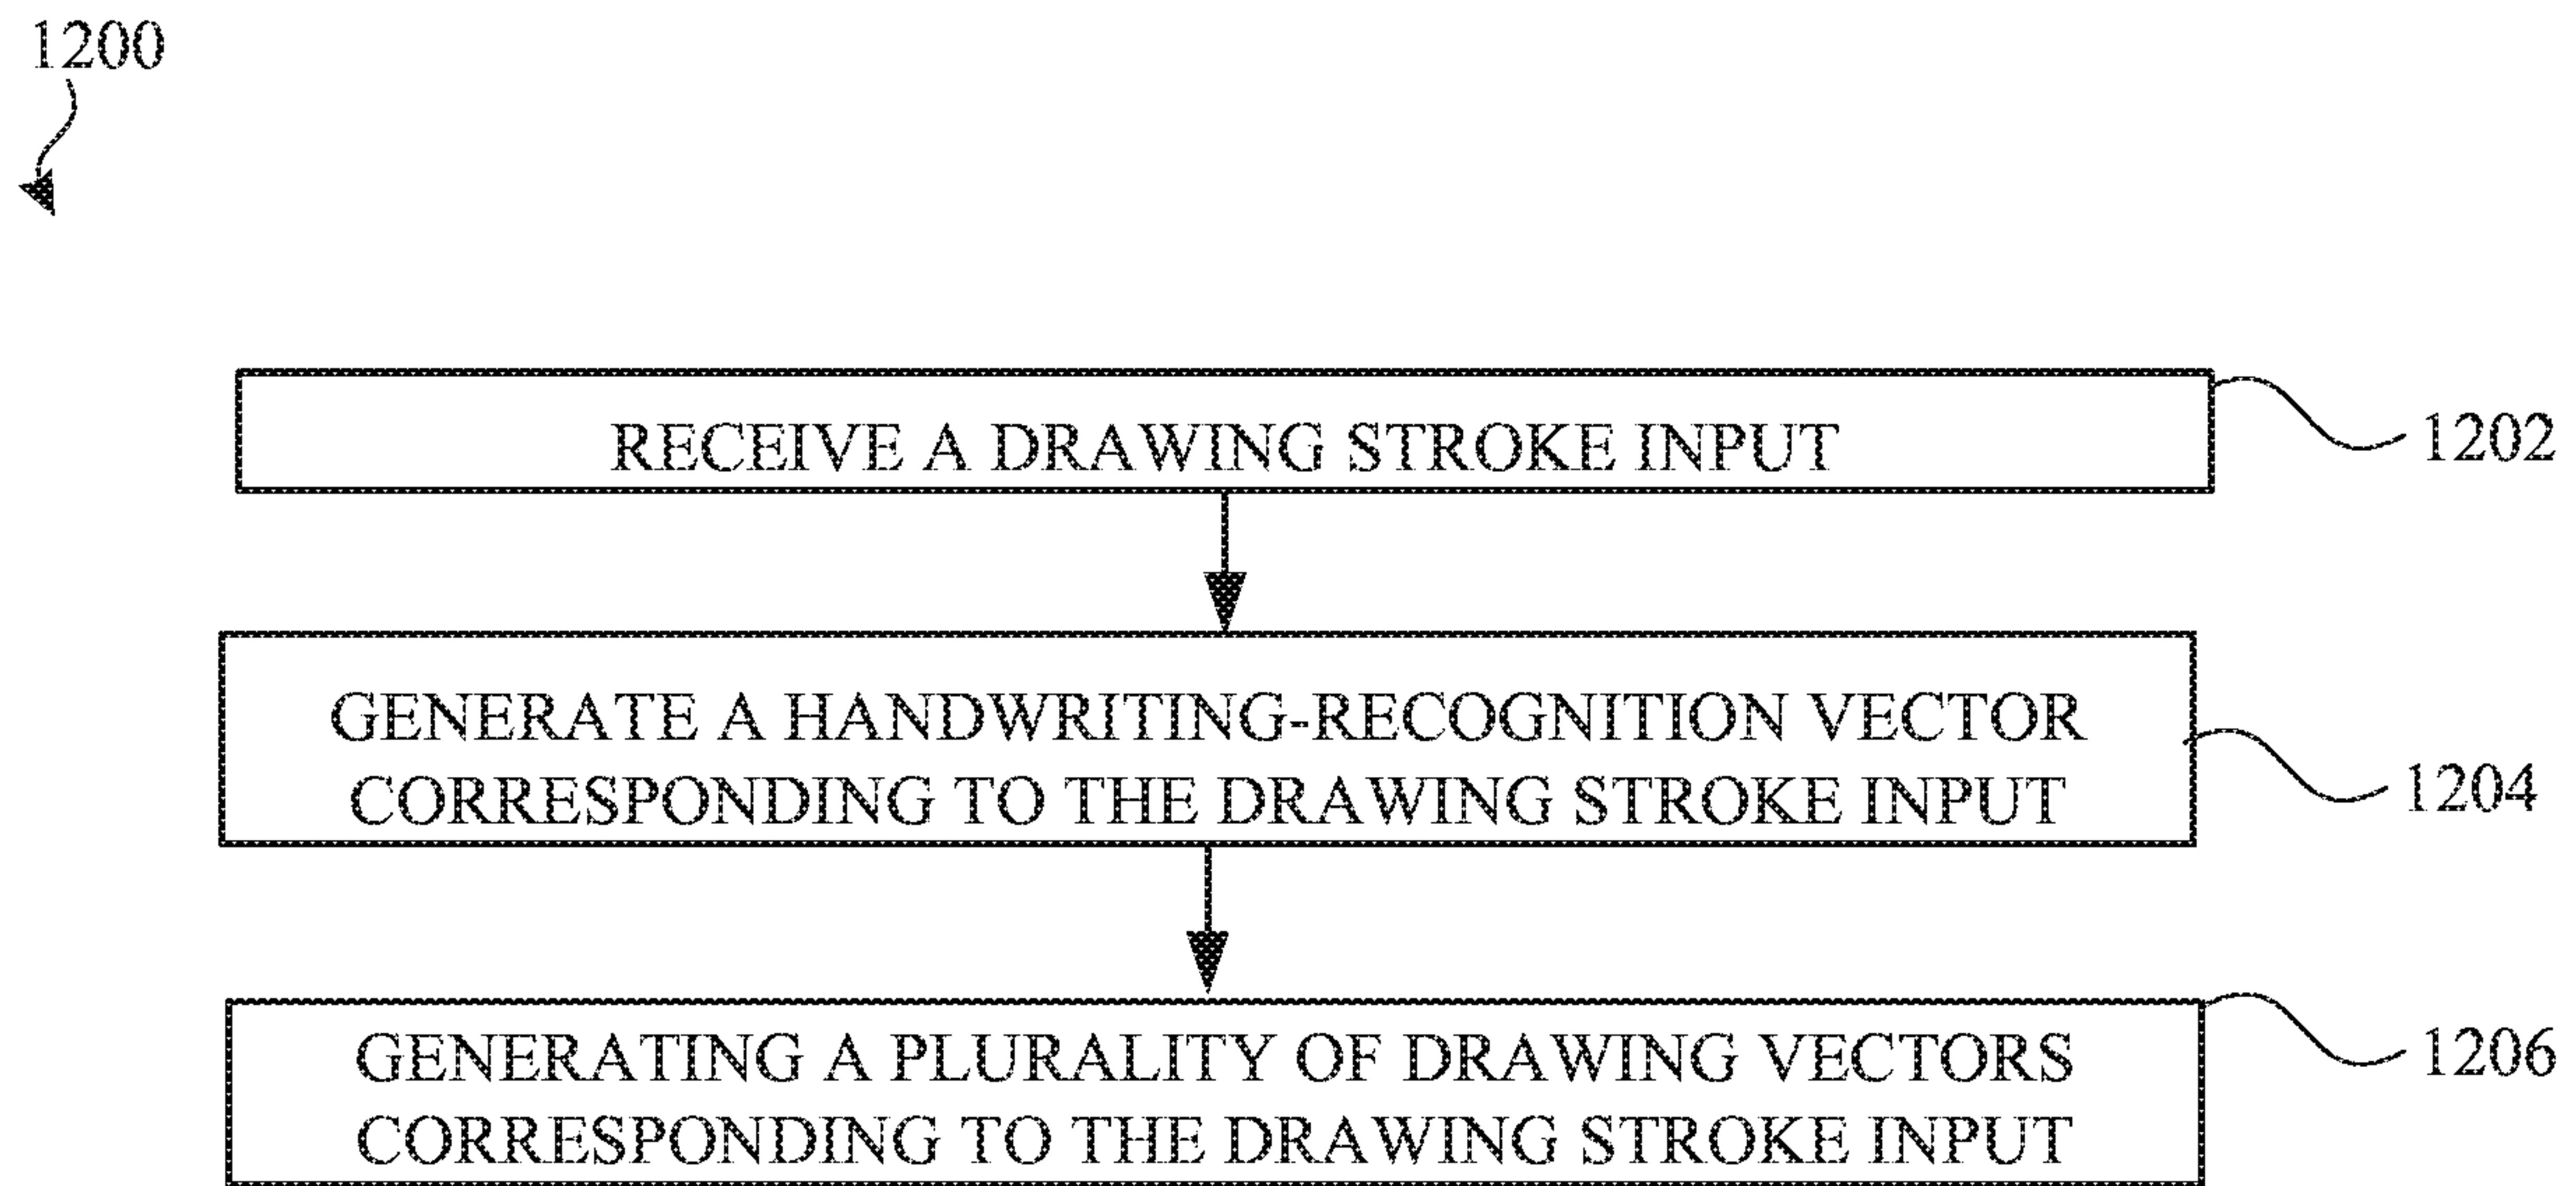 1200
RECEIVE A DRAWING STROKE INPUT
1202
GENERATE A HANDWRITING-RECOGNITION VECTOR
CORRESPONDING TO THE DRAWING STROKE INPUT
1204
GENERATING A PLURALITY OF DRAWING VECTORS
CORRESPONDING TO THE DRAWING STROKE INPUT
1206